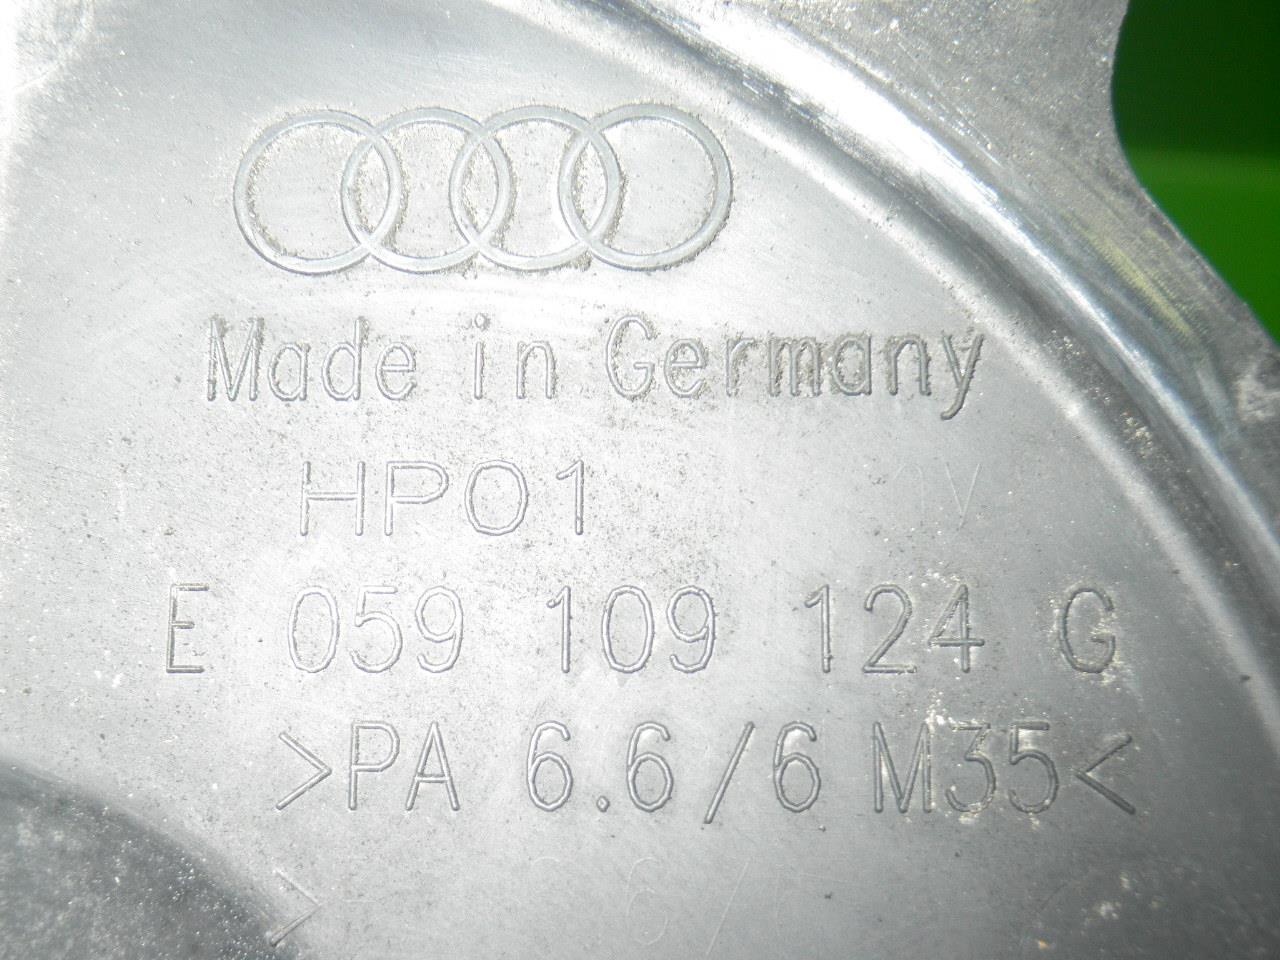 Made in Germany
HP01
E 059 109 124 G
>PA 6.6/6 M35<